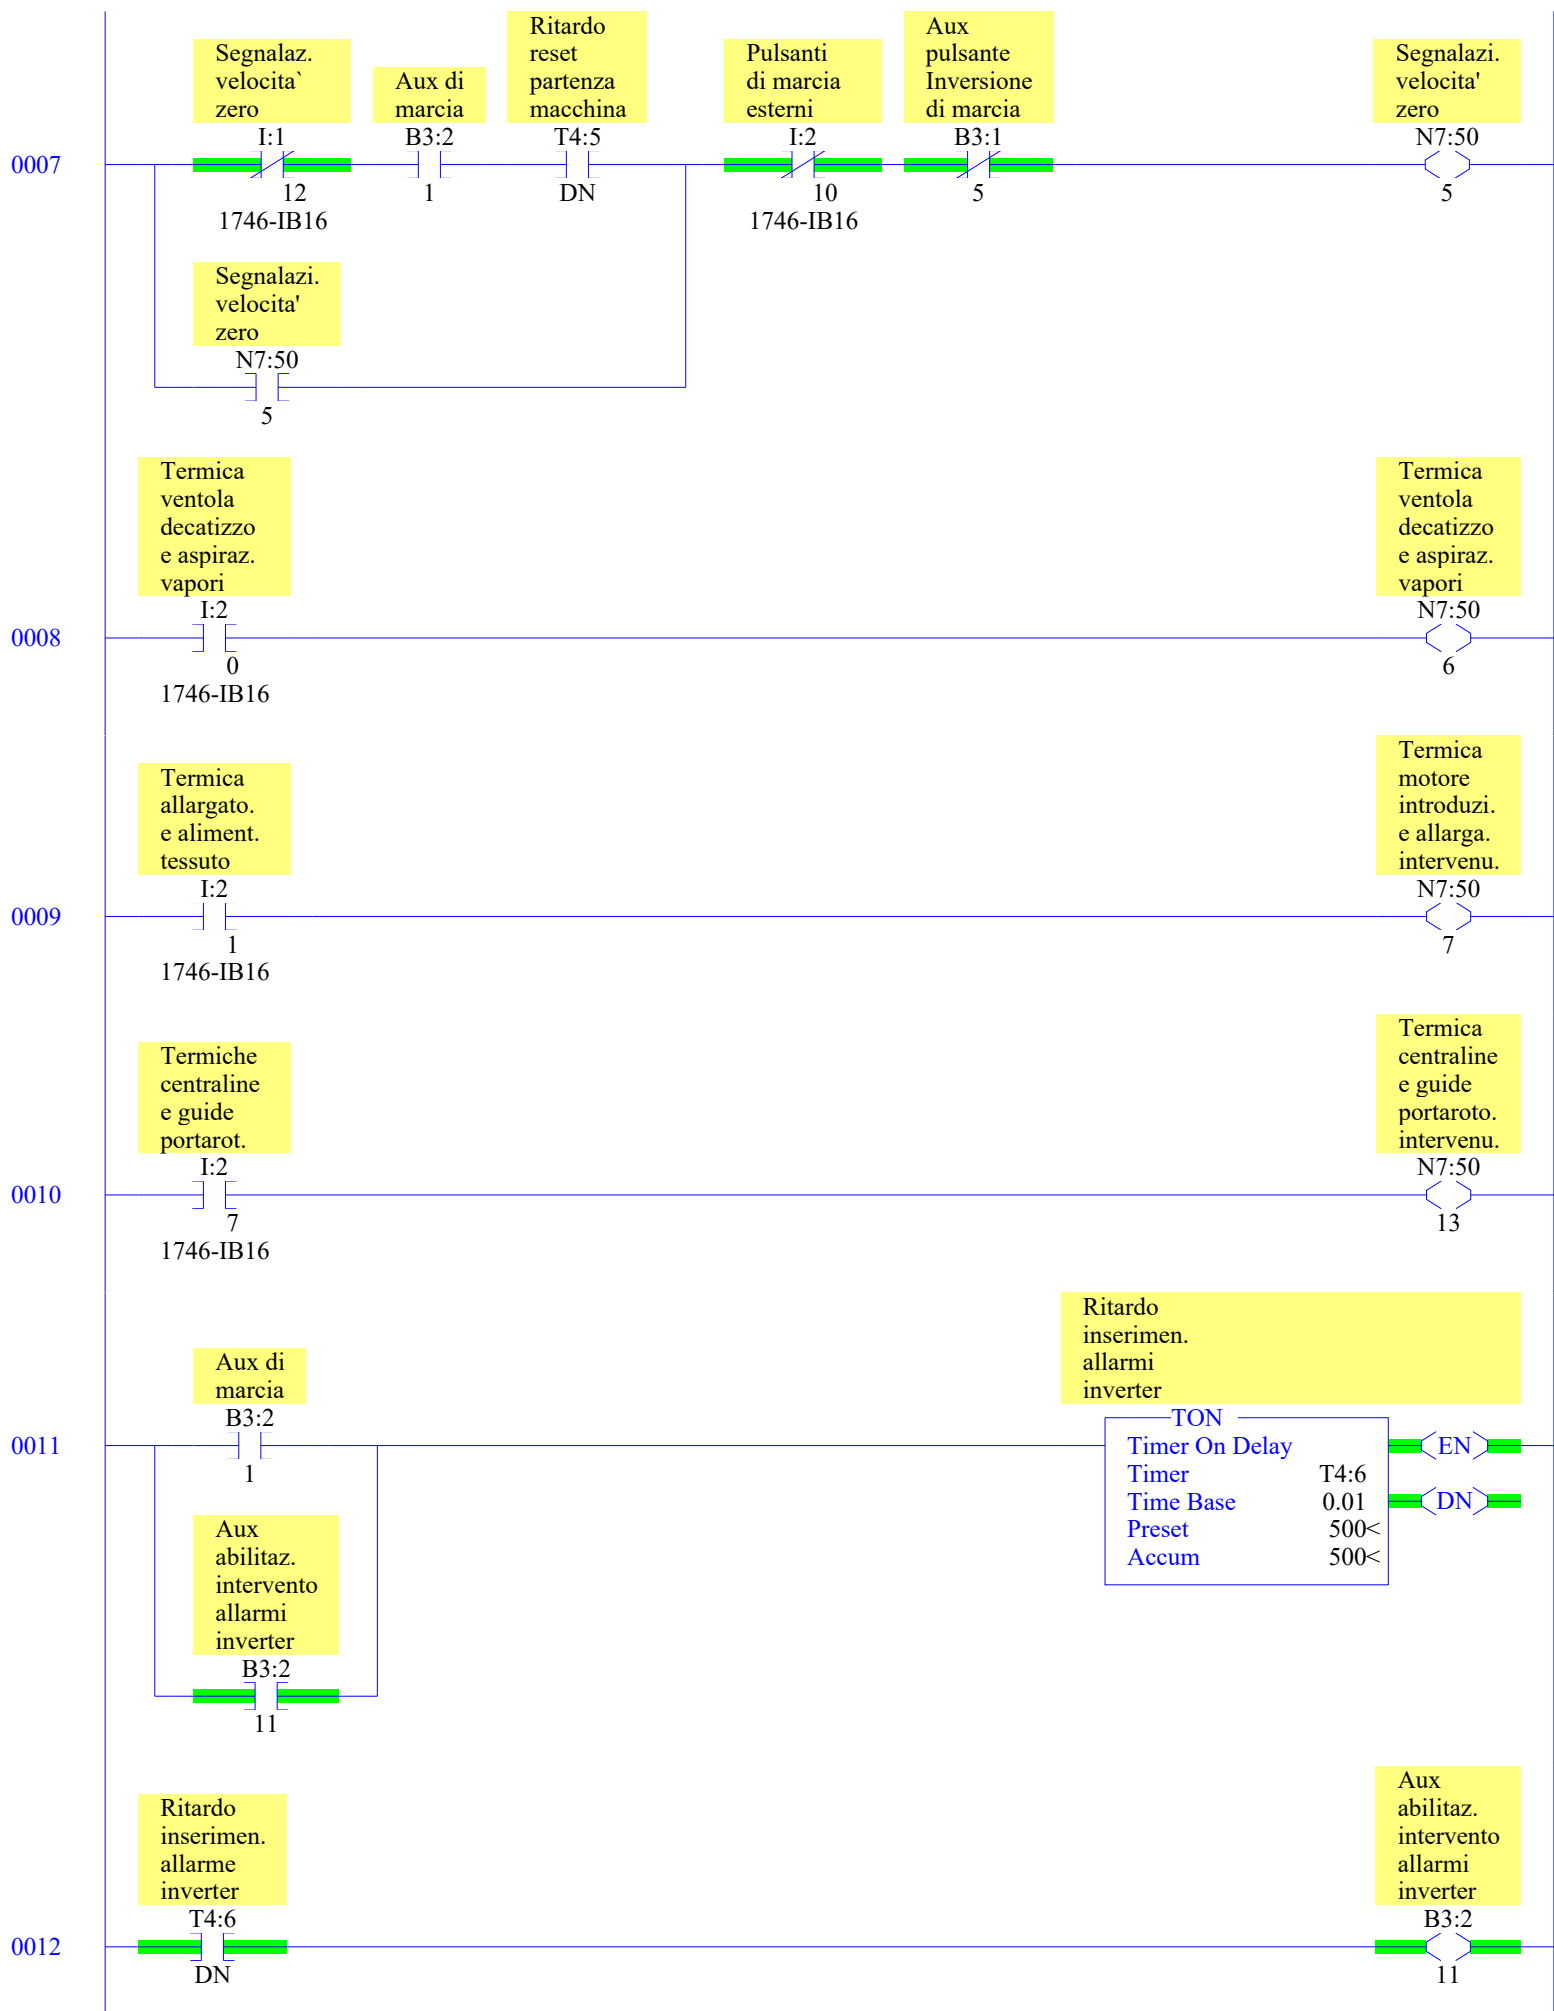 Segnalaz.
velocita`
zero
I:1
12
1746-IB16
Aux di
marcia
B3:2
1
Ritardo
reset
partenza
macchina
T4:5
DN
Pulsanti
di marcia
esterni
I:2
10
1746-IB16
Aux
pulsante
Inversione
di marcia
B3:1
5
Segnalazi.
velocita'
zero
N7:50
5
0007
Segnalazi.
velocita'
zero
N7:50
5
Termica
ventola
decatizzo
e aspiraz.
vapori
I:2
0
1746-IB16
Termica
ventola
decatizzo
e aspiraz.
vapori
N7:50
6
0008
Termica
allargato.
e aliment.
tessuto
I:2
1
1746-IB16
Termica
motore
introduzi.
e allarga.
intervenu.
N7:50
7
0009
Termiche
centraline
e guide
portarot.
I:2
7
1746-IB16
Termica
centraline
e guide
portaroto.
intervenu.
N7:50
13
0010
Aux di
marcia
B3:2
1
Ritardo
inserimen.
allarmi
inverter
TON
Timer On Delay
Timer T4:6
Time Base 0.01
Preset 500<
Accum 500<
EN
DN
0011
Aux
abilitaz.
intervento
allarmi
inverter
B3:2
11
Ritardo
inserimen.
allarme
inverter
T4:6
DN
Aux
abilitaz.
intervento
allarmi
inverter
B3:2
11
0012